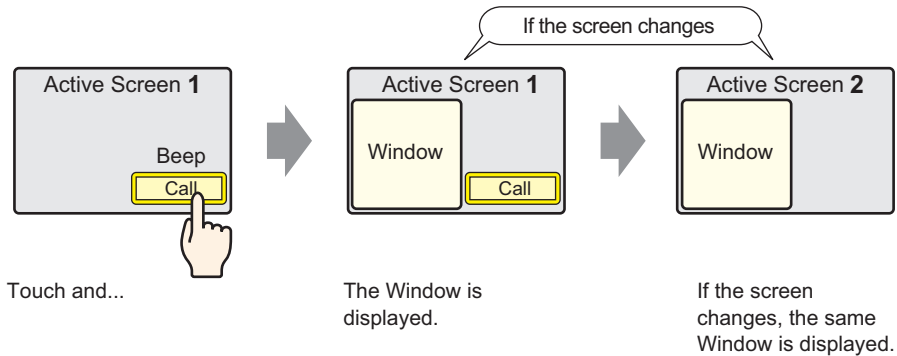 If the screen changes
Active Screen 1
Beep
Call
Active Screen 1
Window
Call
Active Screen 2
Window
Touch and...
The Window is
displayed.
If the screen
changes, the same
Window is displayed.